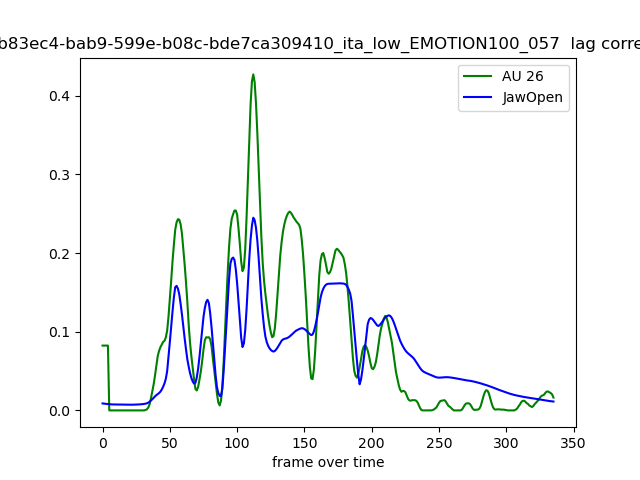 b83ec4-bab9-599e-b08c-bde7ca309410_ita_low_EMOTION100_057 lag corre
AU 26
JawOpen
0.4
0.3
0.2
0.1
0.0
0 50 100 150 200 250 300 350
frame over time